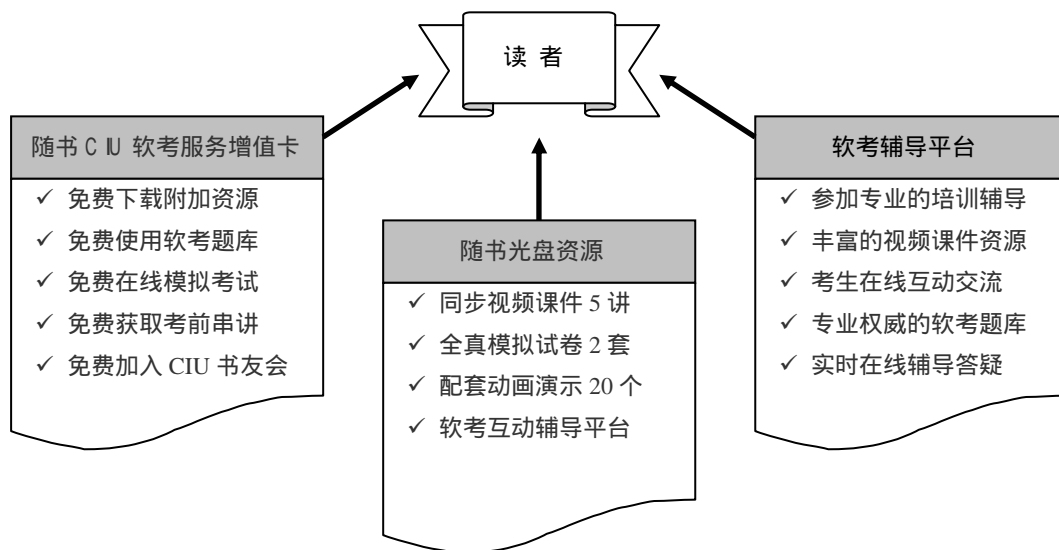 读 者
随书 CIU 软考服务增值卡
✓ 免费下载附加资源
✓ 免费使用软考题库
✓ 免费在线模拟考试
✓ 免费获取考前串讲
✓ 免费加入 CIU 书友会
随书光盘资源
✓ 同步视频课件 5 讲
✓ 全真模拟试卷 2 套
✓ 配套动画演示 20 个
✓ 软考互动辅导平台
软考辅导平台
✓ 参加专业的培训辅导
✓ 丰富的视频课件资源
✓ 考生在线互动交流
✓ 专业权威的软考题库
✓ 实时在线辅导答疑